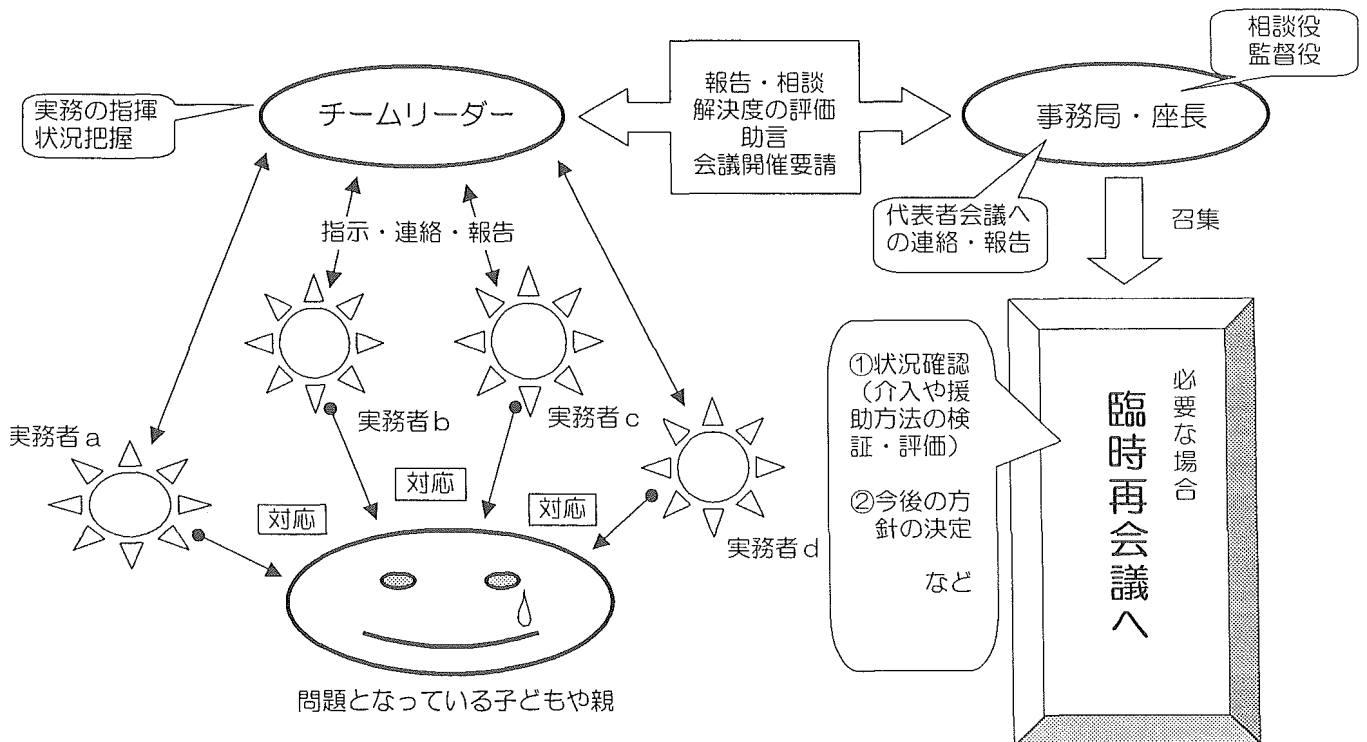 相談役
監督役
実務の指揮
状況把握
チームリーダー
報告・相談
解決度の評価
助言
会議開催要請
事務局・座長
代表者会議へ
の連絡・報告
召集
指示・連絡・報告
実務者a
実務者b
実務者c
実務者d
対応
対応
対応
問題となっている子どもや親
①状況確認
(介入や援
助方法の検
証・評価)
②今後の方
針の決定
など
必要な場合
臨時再会議へ